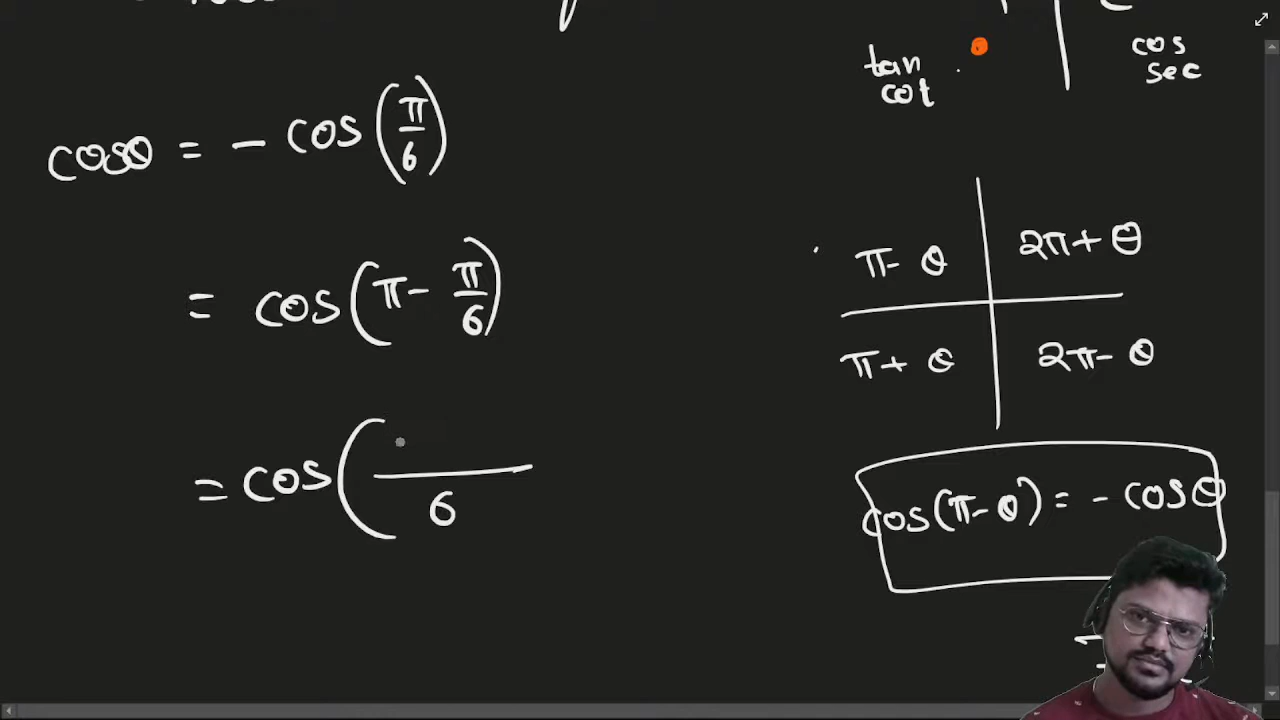 tan
cot
cos
sec
cosθ = - cos(π/6)
= cos(π - π/6)
= cos( /6
π - θ | 2π + θ
π + θ | 2π - θ
cos(π - θ) = - cosθ